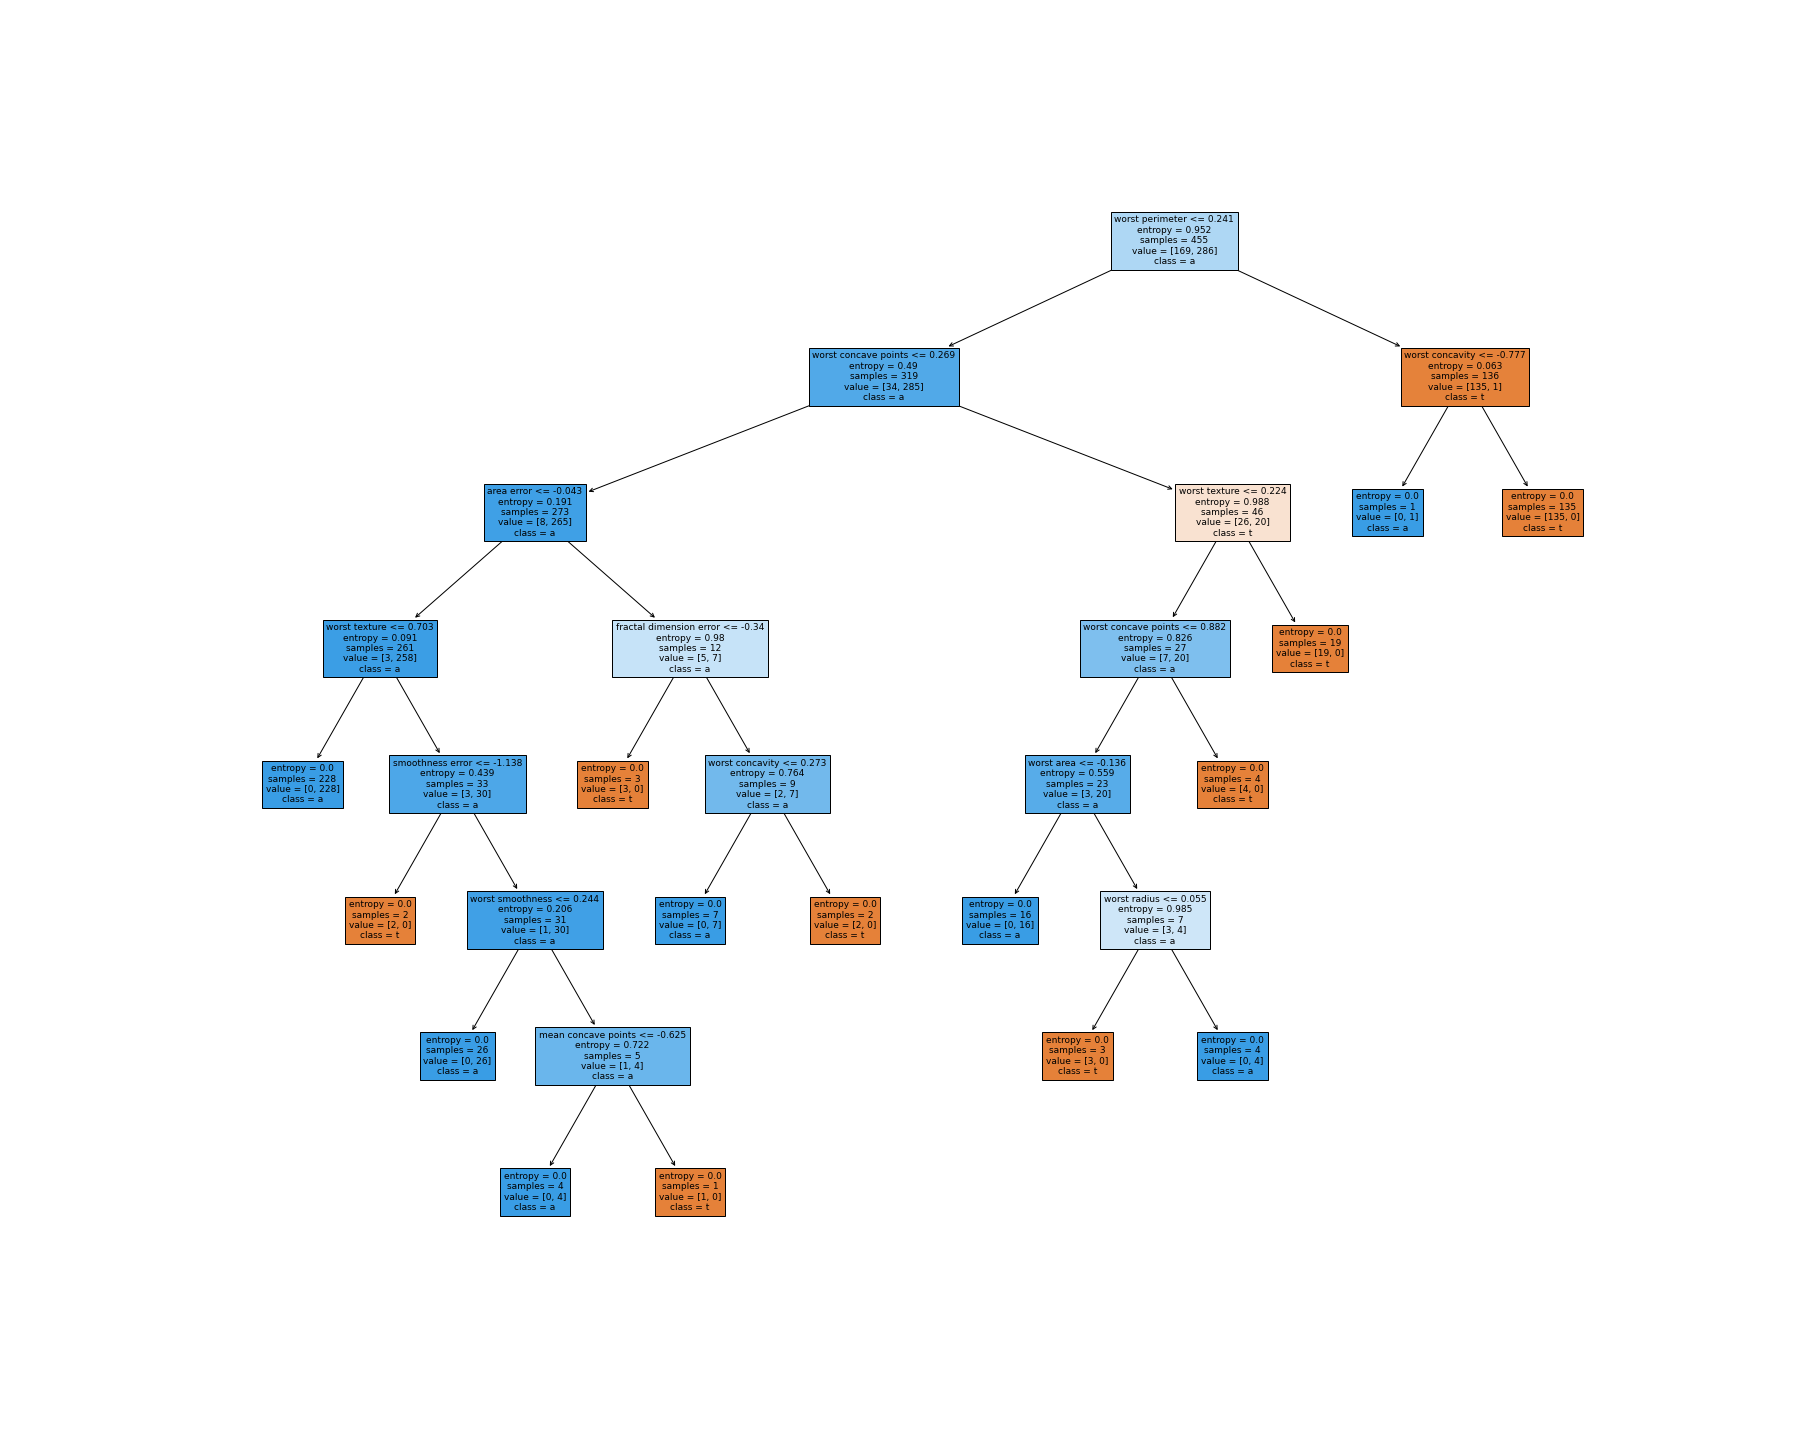 worst perimeter <= 0.241
entropy = 0.952
samples = 455
value = [169, 286]
class = a
worst concave points <= 0.269
entropy = 0.49
samples = 319
value = [34, 285]
class = a
worst concavity <= -0.777
entropy = 0.063
samples = 136
value = [135, 1]
class = t
area error <= -0.043
entropy = 0.191
samples = 273
value = [8, 265]
class = a
worst texture <= 0.224
entropy = 0.988
samples = 46
value = [26, 20]
class = t
entropy = 0.0
samples = 1
value = [0, 1]
class = a
entropy = 0.0
samples = 135
value = [135, 0]
class = t
worst texture <= 0.703
entropy = 0.091
samples = 261
value = [3, 258]
class = a
fractal dimension error <= -0.34
entropy = 0.98
samples = 12
value = [5, 7]
class = a
worst concave points <= 0.882
entropy = 0.826
samples = 27
value = [7, 20]
class = a
entropy = 0.0
samples = 19
value = [19, 0]
class = t
entropy = 0.0
samples = 228
value = [0, 228]
class = a
smoothness error <= -1.138
entropy = 0.439
samples = 33
value = [3, 30]
class = a
entropy = 0.0
samples = 3
value = [3, 0]
class = t
worst concavity <= 0.273
entropy = 0.764
samples = 9
value = [2, 7]
class = a
worst area <= -0.136
entropy = 0.559
samples = 23
value = [3, 20]
class = a
entropy = 0.0
samples = 4
value = [4, 0]
class = t
entropy = 0.0
samples = 2
value = [2, 0]
class = t
worst smoothness <= 0.244
entropy = 0.206
samples = 31
value = [1, 30]
class = a
entropy = 0.0
samples = 7
value = [0, 7]
class = a
entropy = 0.0
samples = 2
value = [2, 0]
class = t
entropy = 0.0
samples = 16
value = [0, 16]
class = a
worst radius <= 0.055
entropy = 0.985
samples = 7
value = [3, 4]
class = a
entropy = 0.0
samples = 26
value = [0, 26]
class = a
mean concave points <= -0.625
entropy = 0.722
samples = 5
value = [1, 4]
class = a
entropy = 0.0
samples = 3
value = [3, 0]
class = t
entropy = 0.0
samples = 4
value = [0, 4]
class = a
entropy = 0.0
samples = 4
value = [0, 4]
class = a
entropy = 0.0
samples = 1
value = [1, 0]
class = t